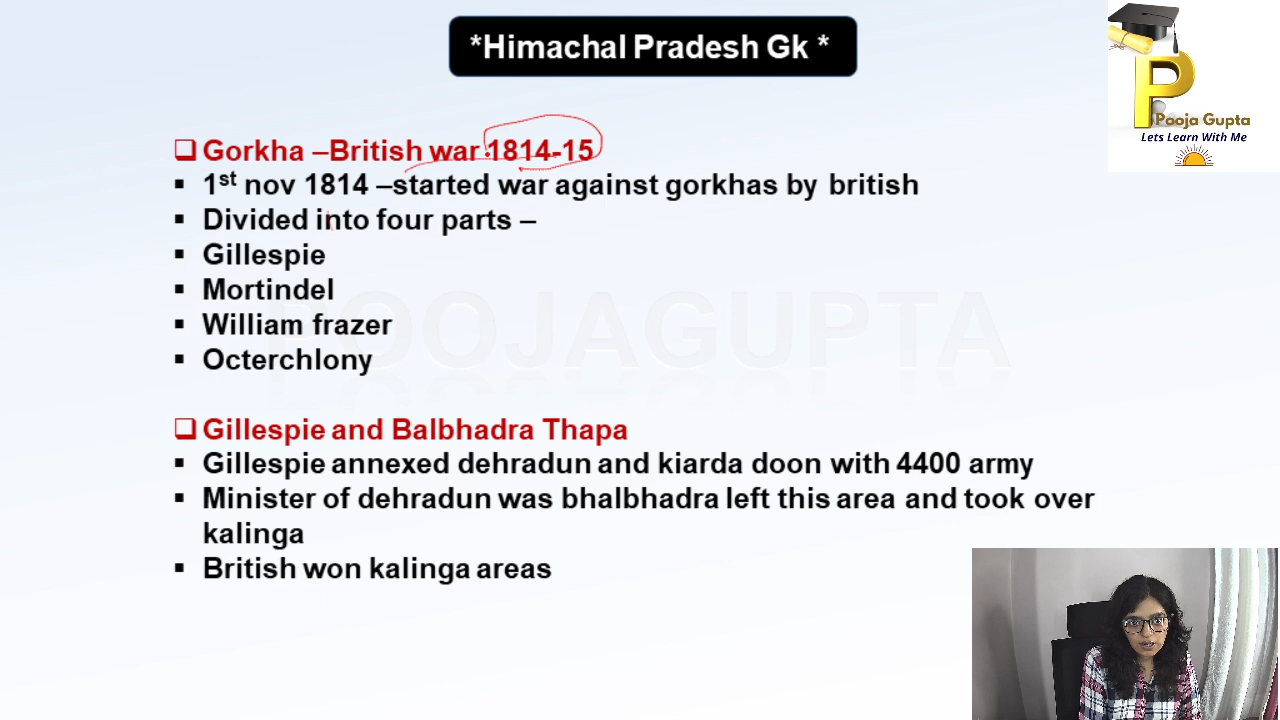 *Himachal Pradesh Gk *
Pooja Gupta
Lets Learn With Me
❑ Gorkha –British war 1814-15
▪ 1st nov 1814 –started war against gorkhas by british
▪ Divided into four parts –
▪ Gillespie
▪ Mortindel
▪ William frazer
▪ Octerchlony
POOJAGUPTA
❑ Gillespie and Balbhadra Thapa
▪ Gillespie annexed dehradun and kiarda doon with 4400 army
▪ Minister of dehradun was bhalbhadra left this area and took over
kalinga
▪ British won kalinga areas